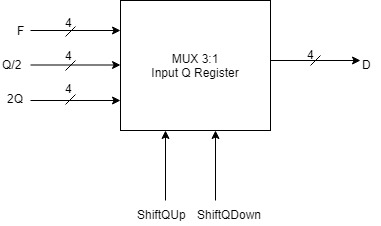 F
4
Q/2
4
2Q
4
MUX 3:1
Input Q Register
4
D
ShiftQUp
ShiftQDown